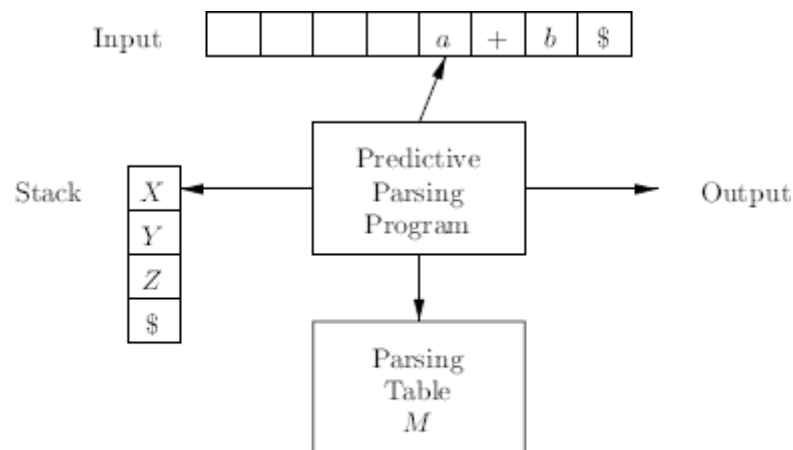 Input a + b $
Predictive
Stack X Parsing Output
Program
Y
Z
$
Parsing
Table
M